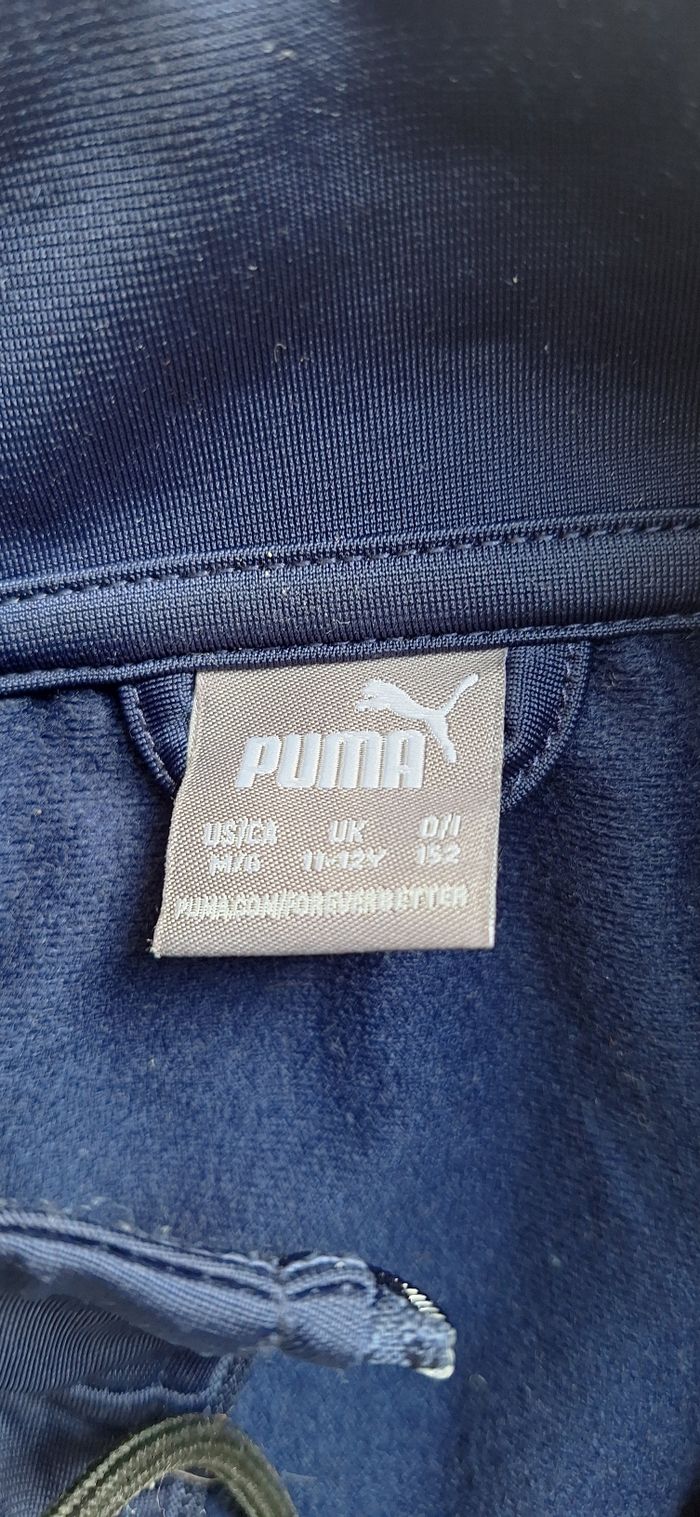 PUMA
US/CA UK D/I
M/G 11-12Y 152
PUMA.COM/FOREVERBETTER